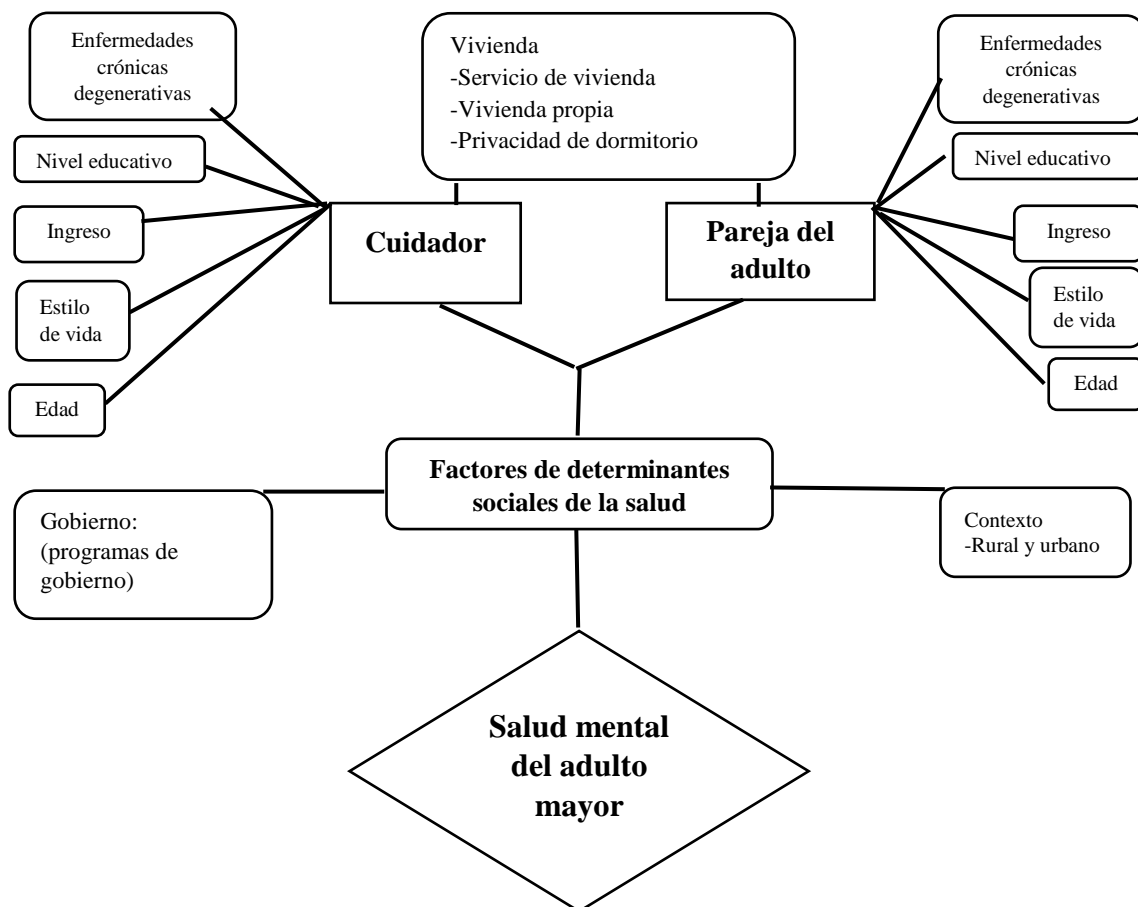 Enfermedades
crónicas
degenerativas
Vivienda
-Servicio de vivienda
-Vivienda propia
-Privacidad de dormitorio
Enfermedades
crónicas
degenerativas
Nivel educativo
Nivel educativo
Ingreso
Cuidador
Pareja del
adulto
Ingreso
Estilo
de vida
Estilo
de vida
Edad
Edad
Factores de determinantes
sociales de la salud
Gobierno:
(programas de
gobierno)
Contexto
-Rural y urbano
Salud mental
del adulto
mayor